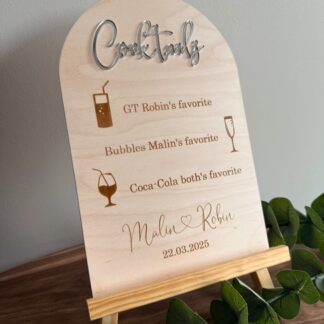 Cocktails
GT Robin's favorite
Bubbles Malin's favorite
Coca-Cola both's favorite
Malin Robin
22.03.2025